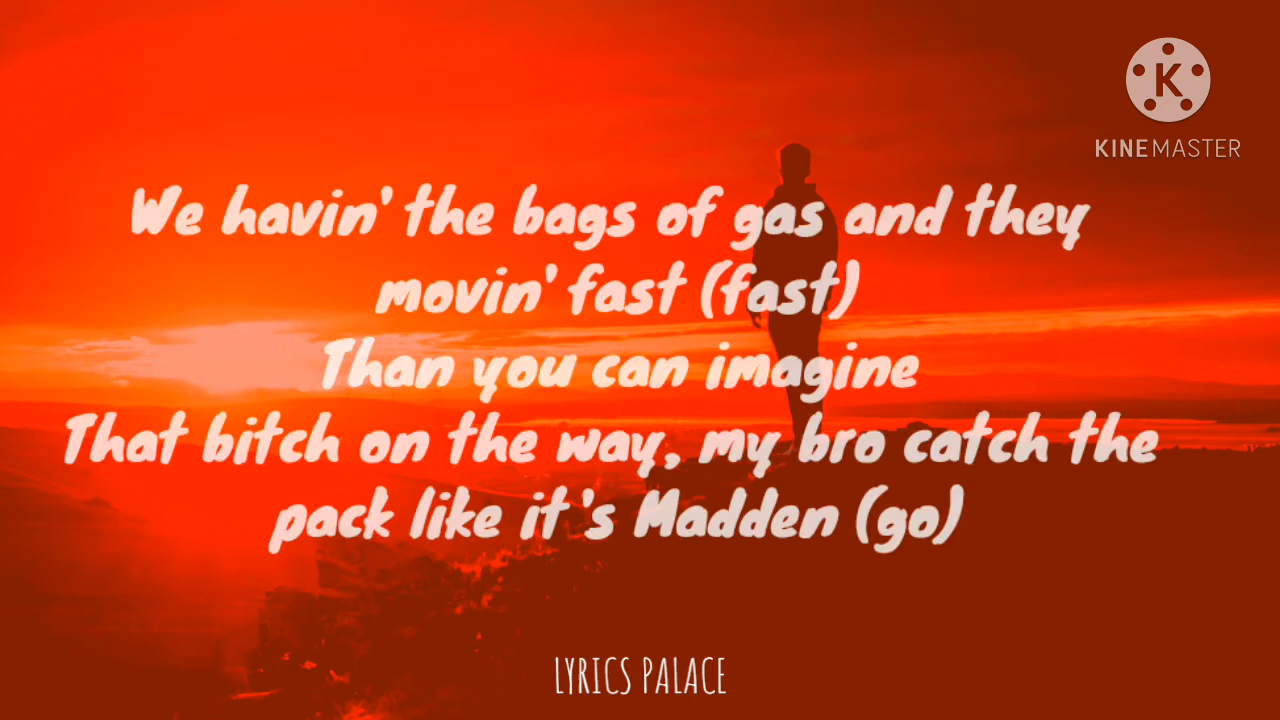 K
KINEMASTER
We havin' the bags of gas and they
movin' fast (fast)
Than you can imagine
That bitch on the way, my bro catch the
pack like it's Madden (go)
LYRICS PALACE